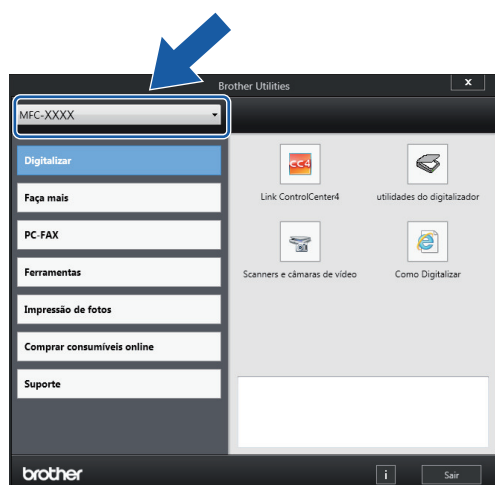 Brother Utilities
x
MFC-XXXX
Digitalizar
Faça mais
PC-FAX
Ferramentas
Impressão de fotos
Comprar consumíveis online
Suporte
CC4
Link ControlCenter4
utilidades do digitalizador
Scanners e câmaras de vídeo
Como Digitalizar
brother
i
Sair